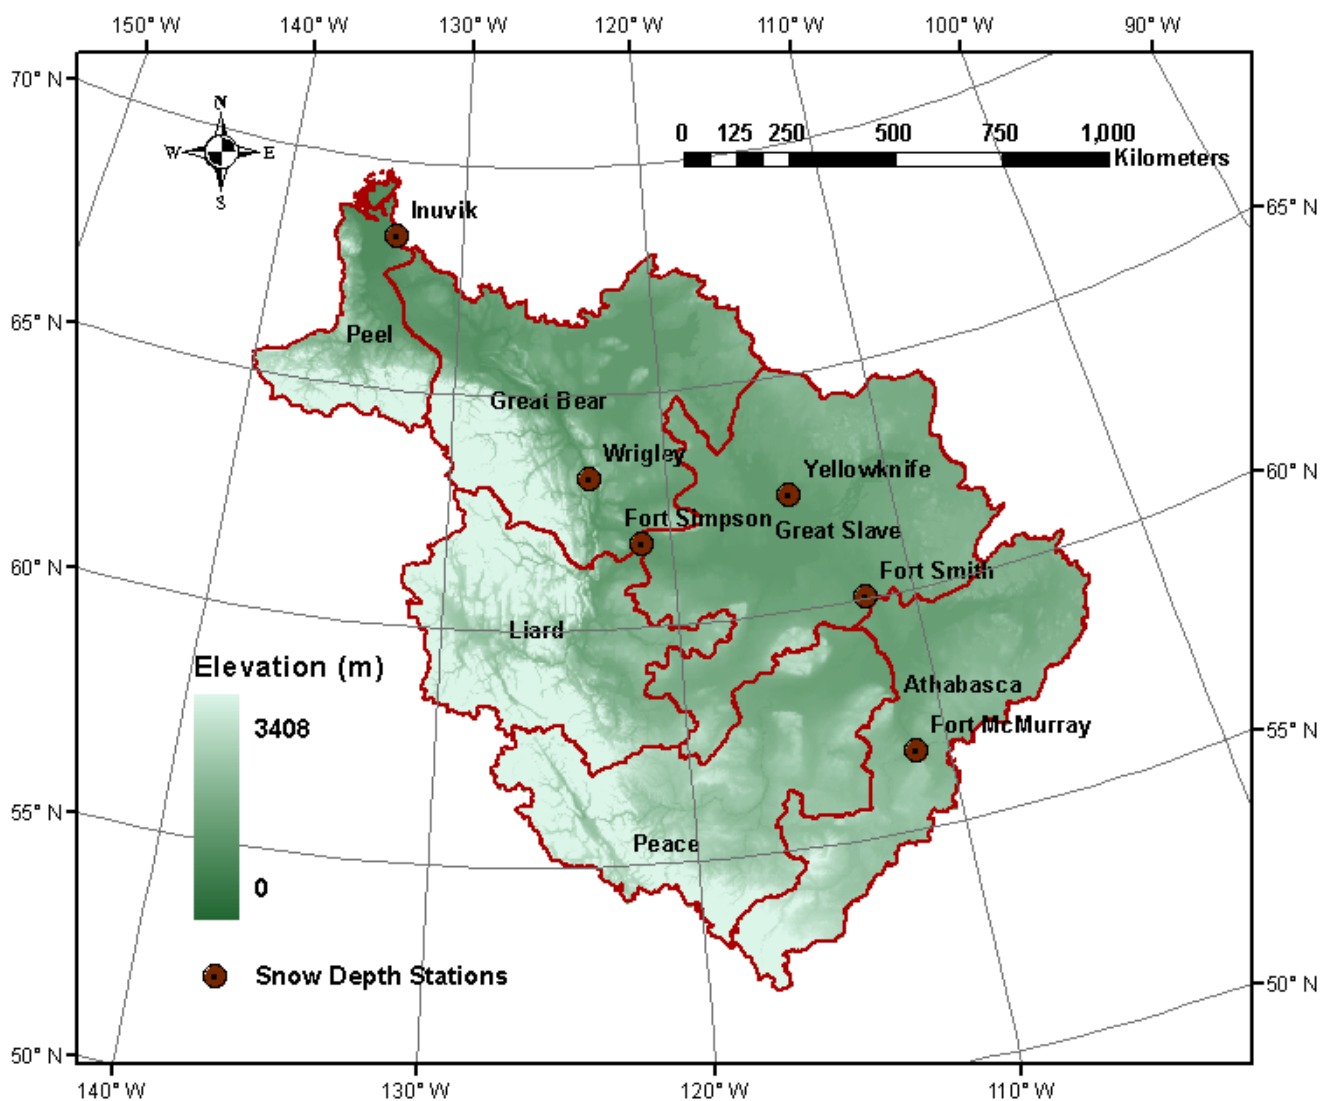 150° W 140° W 130° W 120° W 110° W 100° W 90° W
70° N
N
W E
S
0 125 250 500 750 1,000
Kilometers
65° N
Inuvik
65° N
Peel
Great Bear
Wrigley
Yellowknife
60° N
Fort Simpson
Great Slave
60° N
Fort Smith
Liard
Elevation (m)
Athabasca
3408
Fort McMurray
55° N
55° N
Peace
0
Snow Depth Stations
50° N
50° N
140° W 130° W 120° W 110° W